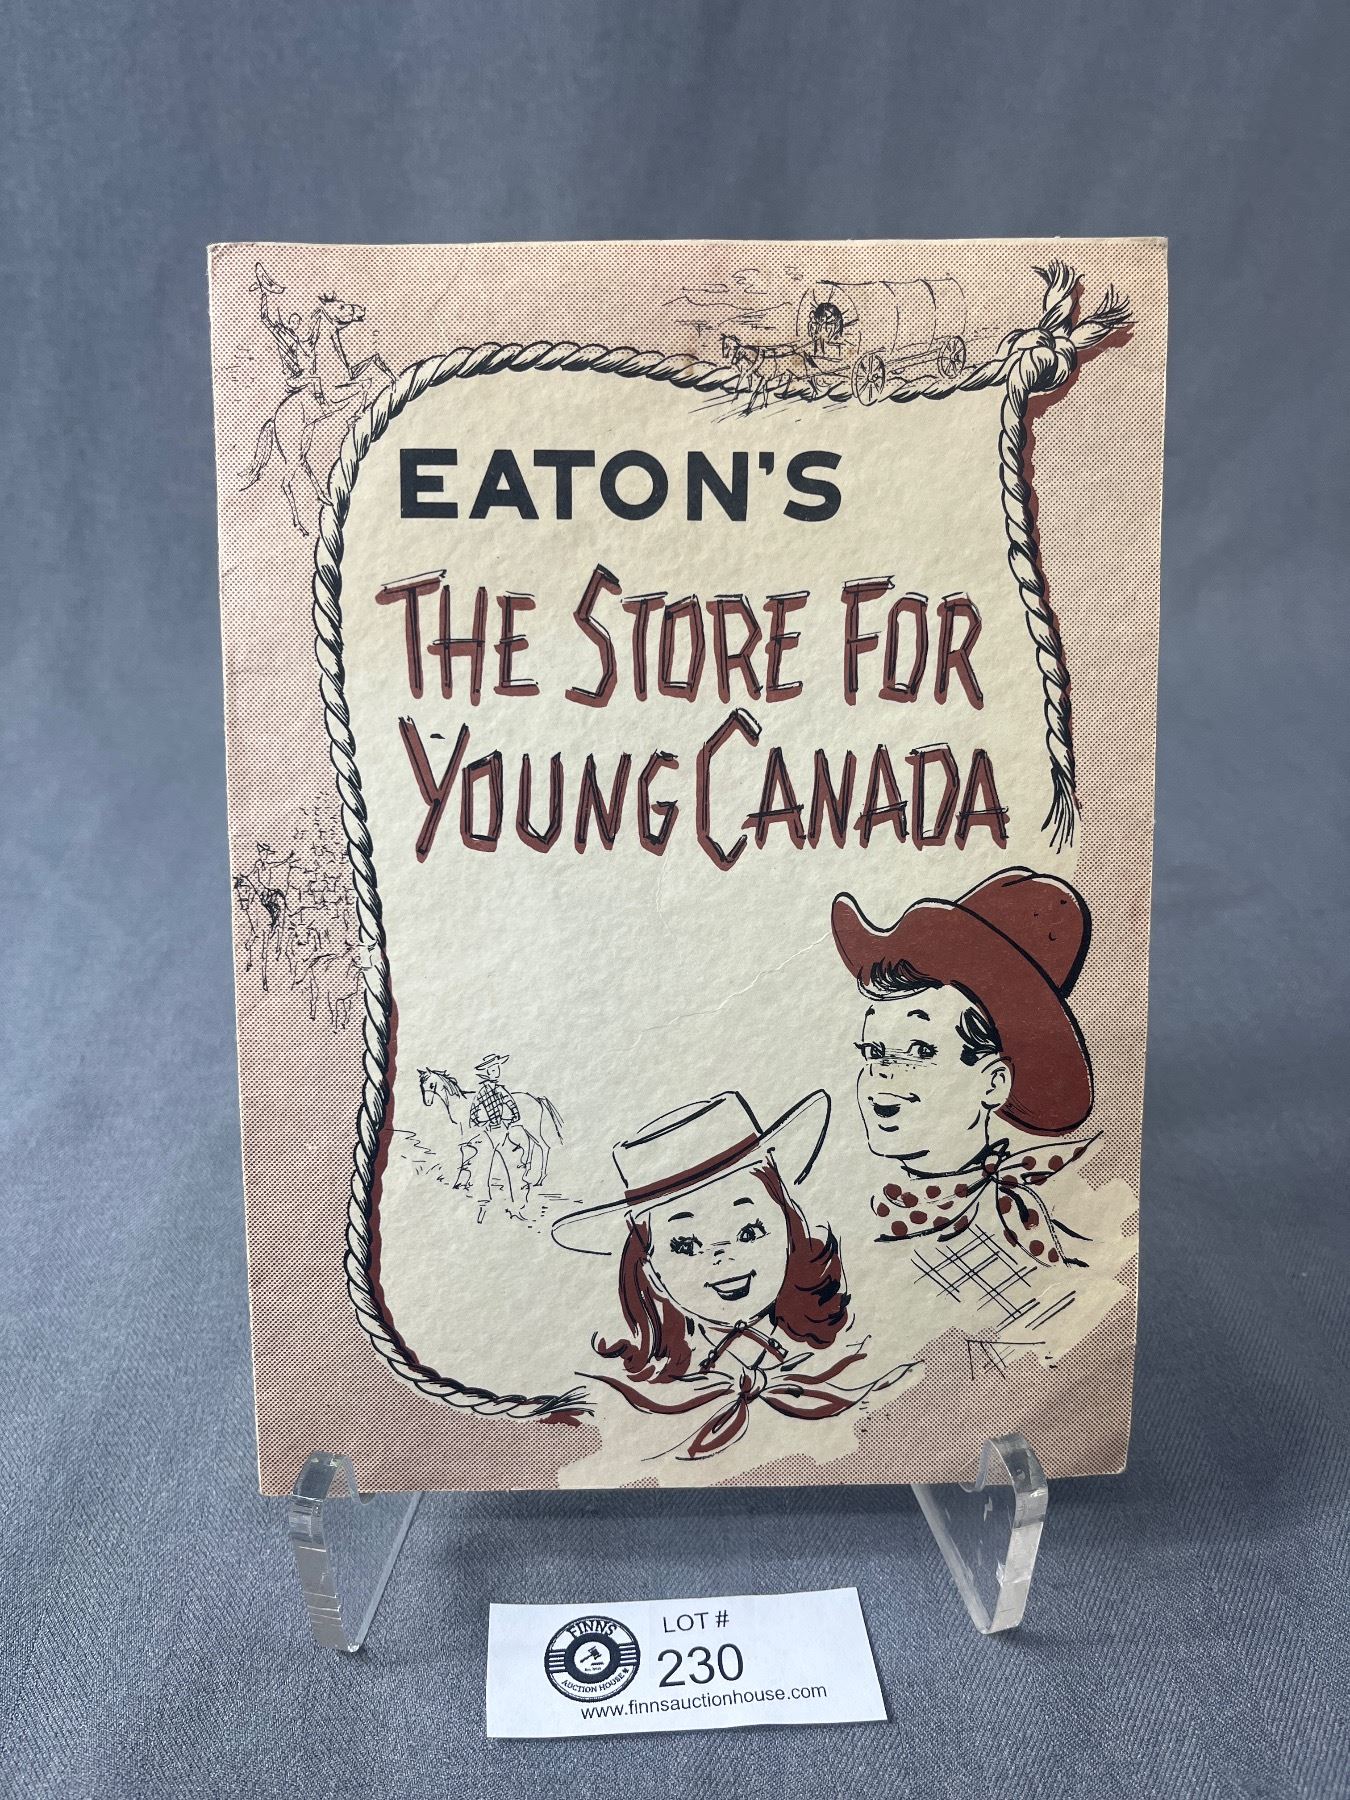 EATON'S
THE STORE FOR
YOUNG CANADA
FINNS
AUCTION HOUSE
LOT #
230
www.finnsauctionhouse.com